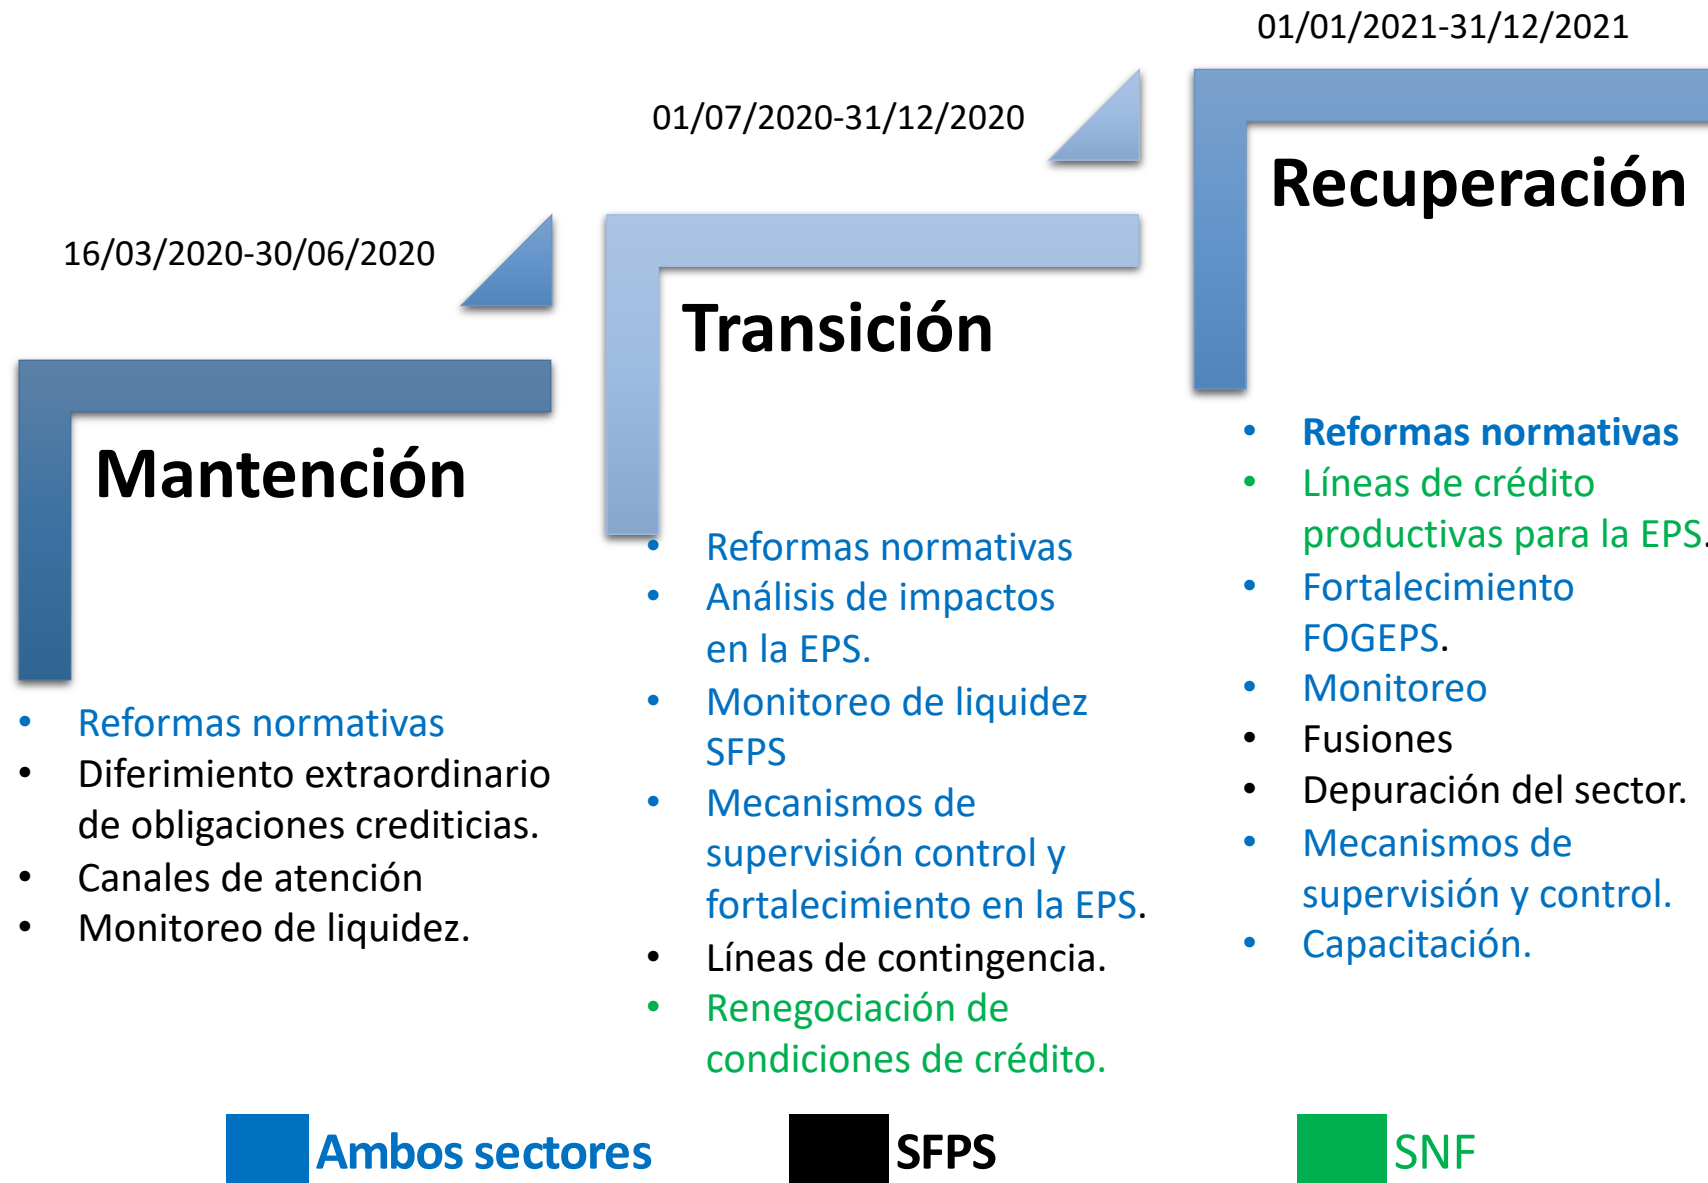 16/03/2020-30/06/2020
Mantención
• Reformas normativas
• Diferimiento extraordinario
de obligaciones crediticias.
• Canales de atención
• Monitoreo de liquidez.
01/07/2020-31/12/2020
Transición
• Reformas normativas
• Análisis de impactos
en la EPS.
• Monitoreo de liquidez
SFPS
• Mecanismos de
supervisión control y
fortalecimiento en la EPS.
• Líneas de contingencia.
• Renegociación de
condiciones de crédito.
01/01/2021-31/12/2021
Recuperación
• Reformas normativas
• Líneas de crédito
productivas para la EPS.
• Fortalecimiento
FOGEPS.
• Monitoreo
• Fusiones
• Depuración del sector.
• Mecanismos de
supervisión y control.
• Capacitación.
Ambos sectores
SFPS
SNF